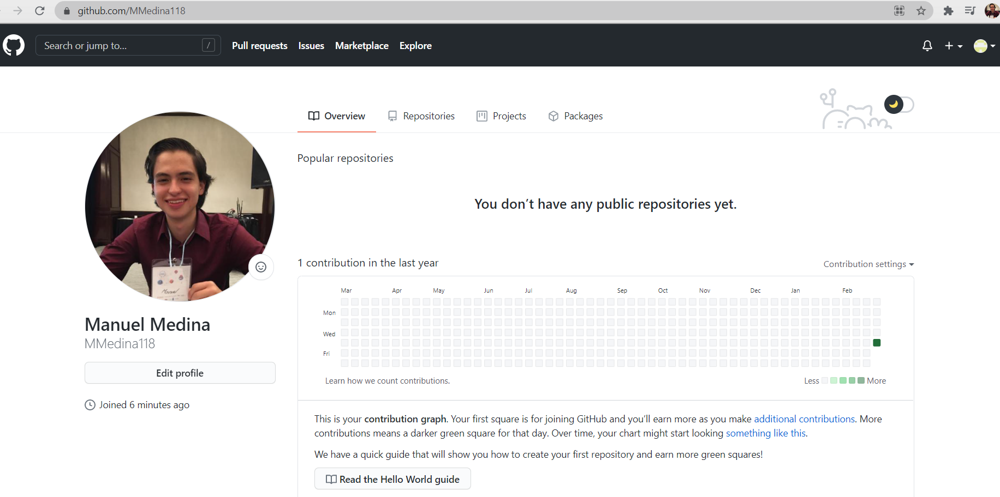 github.com/MMedina118
Search or jump to... /
Pull requests Issues Marketplace Explore
Overview Repositories Projects Packages
Popular repositories
You don’t have any public repositories yet.
1 contribution in the last year
Contribution settings
Mar Apr May Jun Jul Aug Sep Oct Nov Dec Jan Feb
Mon
Wed
Fri
Learn how we count contributions.
Less More
Manuel
Manuel Medina
MMedina118
Edit profile
Joined 6 minutes ago
This is your contribution graph. Your first square is for joining GitHub and you’ll earn more as you make additional contributions. More
contributions means a darker green square for that day. Over time, your chart might start looking something like this.
We have a quick guide that will show you how to create your first repository and earn more green squares!
Read the Hello World guide